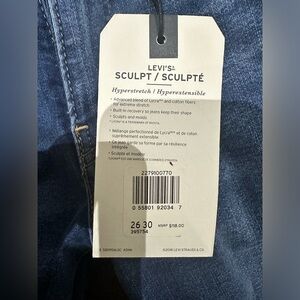 LEVI'S®
SCULPT / SCULPTÉ
Hyperstretch / Hyperextensible
• Advanced blend of Lycra® and cotton fibers
for extreme stretch
• Built-in recovery so jeans keep their shape
• Sculpts and molds
• Mélange perfectionné de Lycra® et de coton
suprêmement extensible
• Ce jean garde sa forme par sa résilience
intégrée
• Sculpte et modèle
2279100770
0 55801 92034 7
26 30
MSRP $118.00
©2018 LEVI STRAUSS & CO.